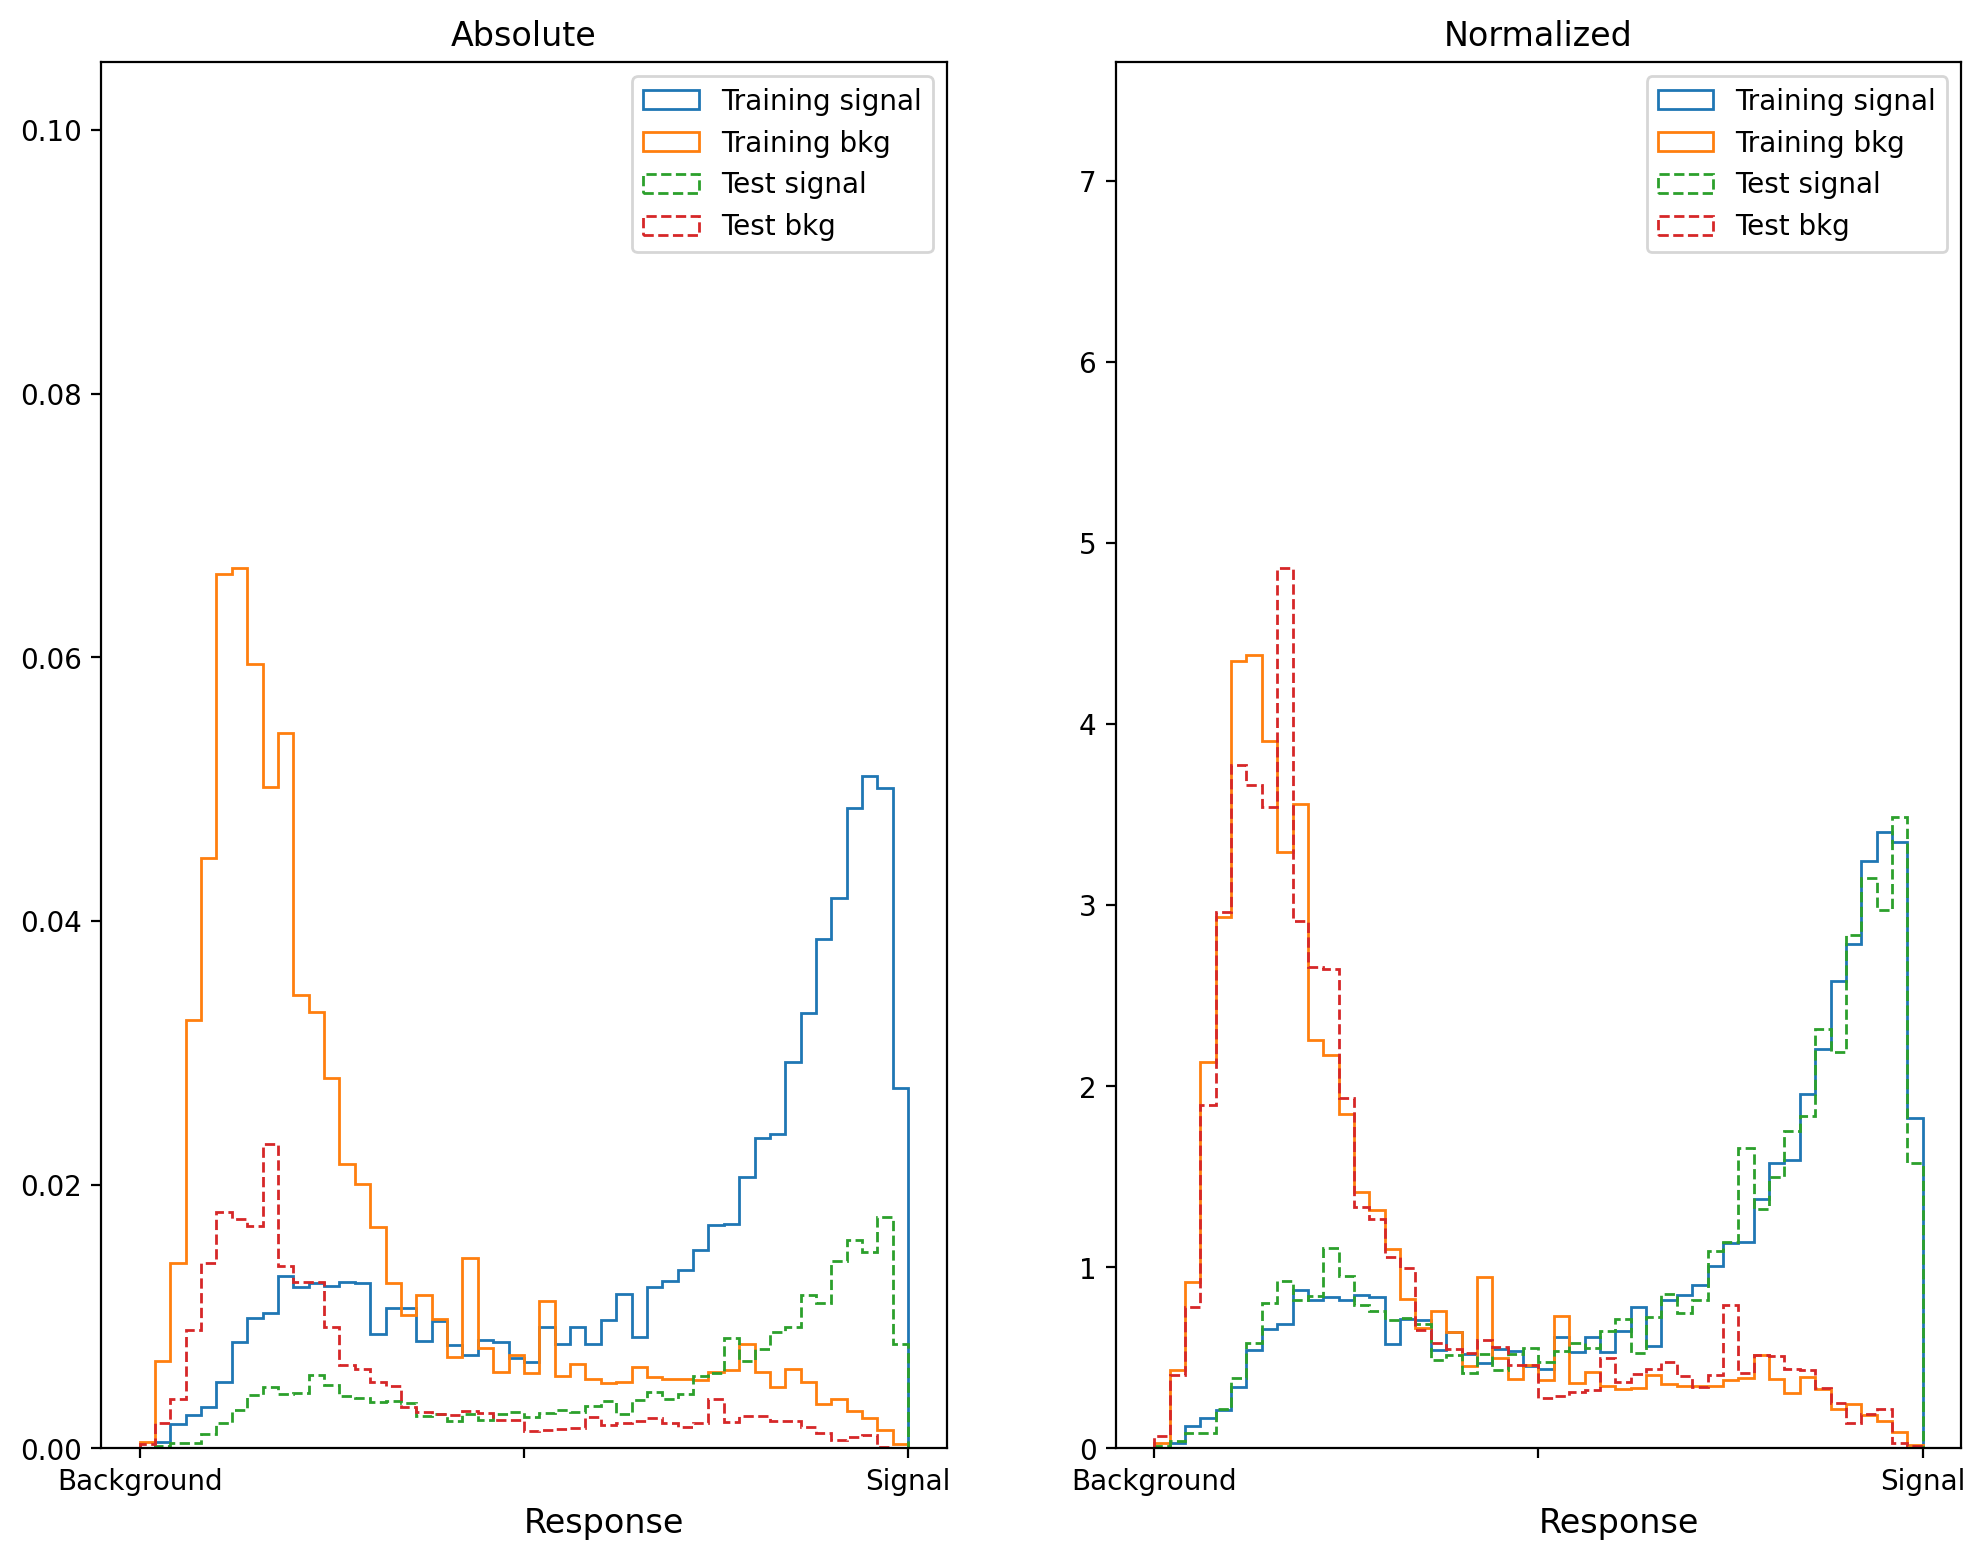 Absolute
Training signal
Training bkg
Test signal
Test bkg
0.10
0.08
0.06
0.04
0.02
0.00
Background
Signal
Response
Normalized
Training signal
Training bkg
Test signal
Test bkg
7
6
5
4
3
2
1
0
Background
Signal
Response